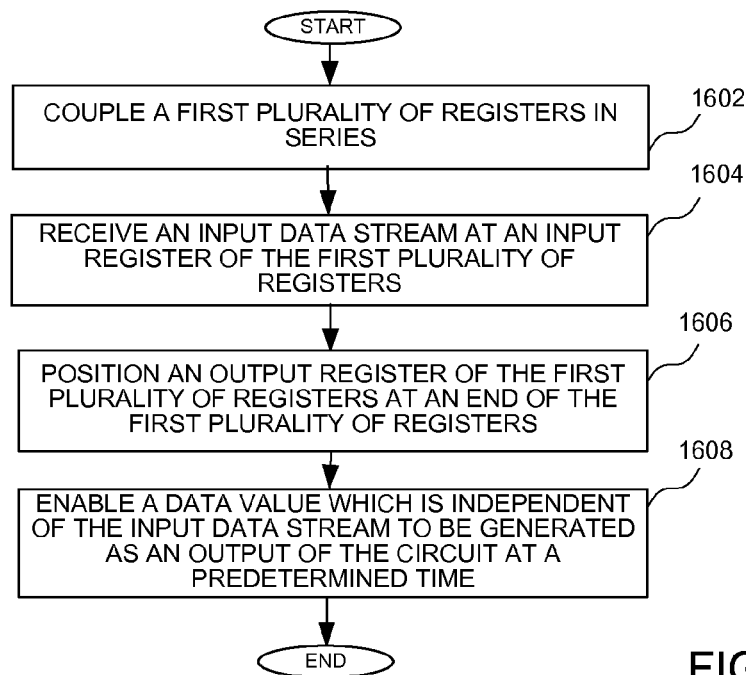 START
COUPLE A FIRST PLURALITY OF REGISTERS IN
SERIES
1602
RECEIVE AN INPUT DATA STREAM AT AN INPUT
REGISTER OF THE FIRST PLURALITY OF
REGISTERS
1604
POSITION AN OUTPUT REGISTER OF THE FIRST
PLURALITY OF REGISTERS AT AN END OF THE
FIRST PLURALITY OF REGISTERS
1606
ENABLE A DATA VALUE WHICH IS INDEPENDENT
OF THE INPUT DATA STREAM TO BE GENERATED
AS AN OUTPUT OF THE CIRCUIT AT A
PREDETERMINED TIME
1608
END